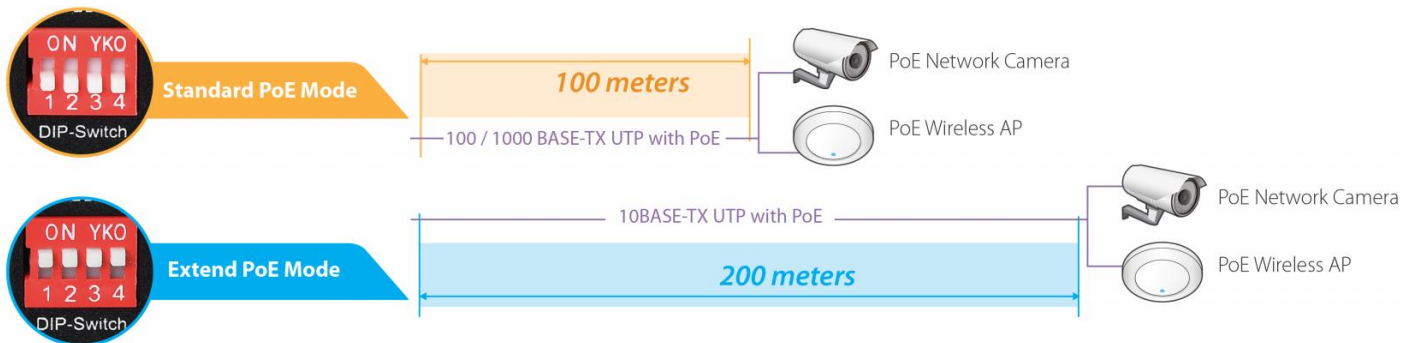 ON YKO
1 2 3 4
DIP-Switch
Standard PoE Mode
100 meters
100 / 1000 BASE-TX UTP with PoE
PoE Network Camera
PoE Wireless AP
ON YKO
1 2 3 4
DIP-Switch
Extend PoE Mode
10BASE-TX UTP with PoE
200 meters
PoE Network Camera
PoE Wireless AP